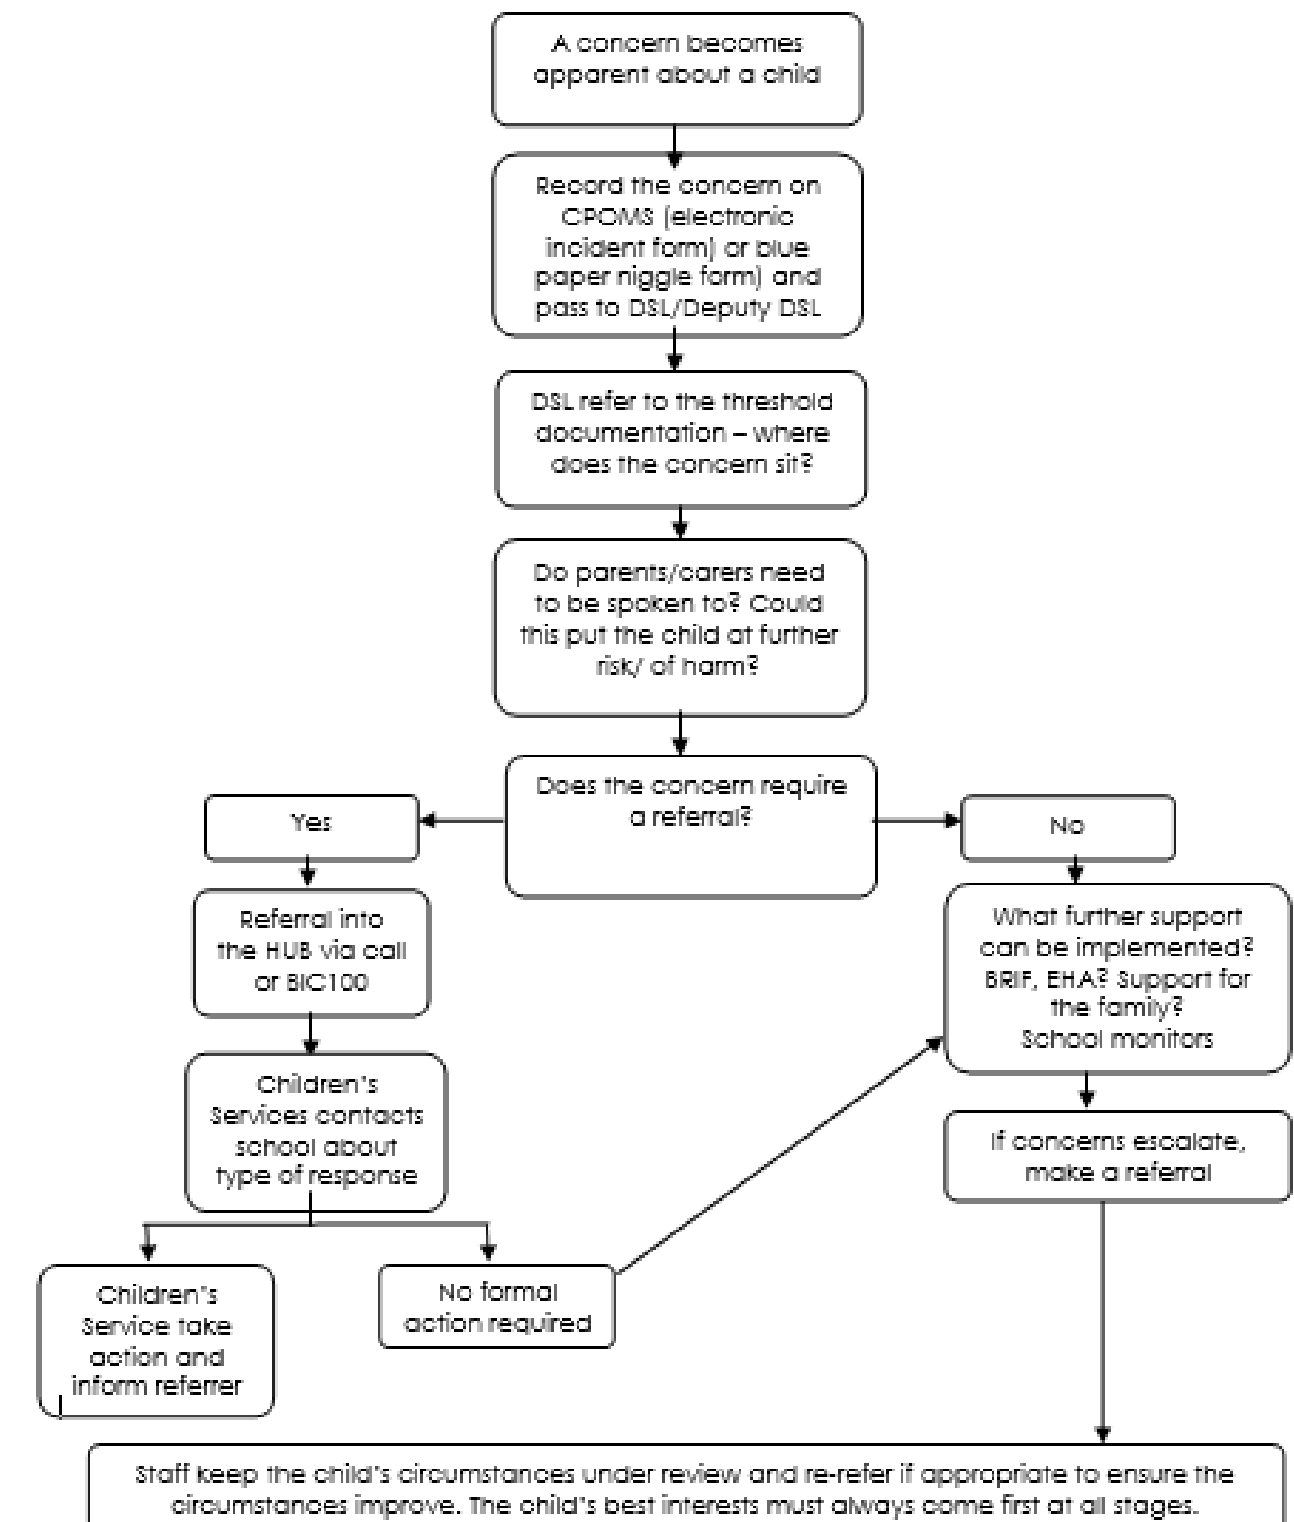 A concern becomes
apparent about a child
Record the concern on
CPOMS (electronic
incident form) or blue
paper niggle form) and
pass to DSL/Deputy DSL
DSL refer to the threshold
documentation – where
does the concern sit?
Do parents/carers need
to be spoken to? Could
this put the child at further
risk/ of harm?
Does the concern require
a referral?
Yes
No
Referral into
the HUB via call
or BIC100
What further support
can be implemented?
BRIF, EHA? Support for
the family?
School monitors
Children's
Services contacts
school about
type of response
If concerns escalate,
make a referral
Children's
Service take
action and
inform referrer
No formal
action required
Staff keep the child's circumstances under review and re-refer if appropriate to ensure the
circumstances improve. The child's best interests must always come first at all stages.